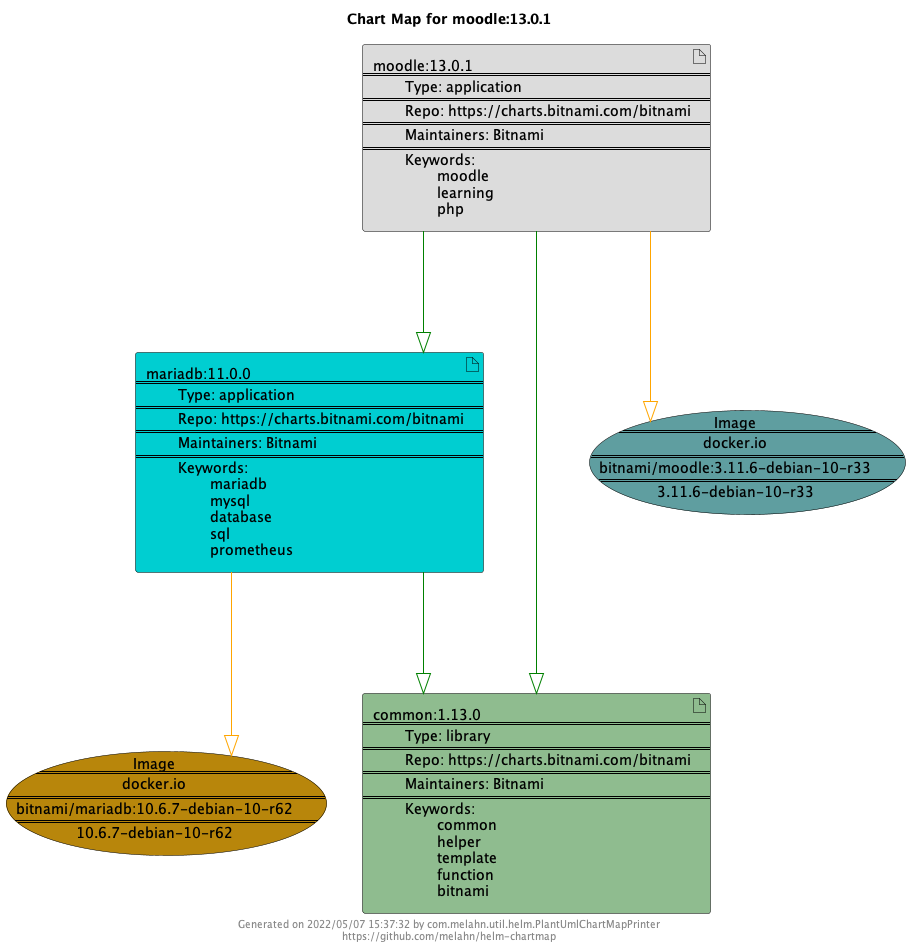 Chart Map for moodle:13.0.1
moodle:13.0.1
Type: application
Repo: https://charts.bitnami.com/bitnami
Maintainers: Bitnami
Keywords:
moodle
learning
php
mariadb:11.0.0
Type: application
Repo: https://charts.bitnami.com/bitnami
Maintainers: Bitnami
Keywords:
mariadb
mysql
database
sql
prometheus
Image
docker.io
bitnami/moodle:3.11.6-debian-10-r33
3.11.6-debian-10-r33
common:1.13.0
Type: library
Repo: https://charts.bitnami.com/bitnami
Maintainers: Bitnami
Keywords:
common
helper
template
function
bitnami
Image
docker.io
bitnami/mariadb:10.6.7-debian-10-r62
10.6.7-debian-10-r62
Generated on 2022/05/07 15:37:32 by com.melahn.util.helm.PlantUmlChartMapPrinter
https://github.com/melahn/helm-chartmap